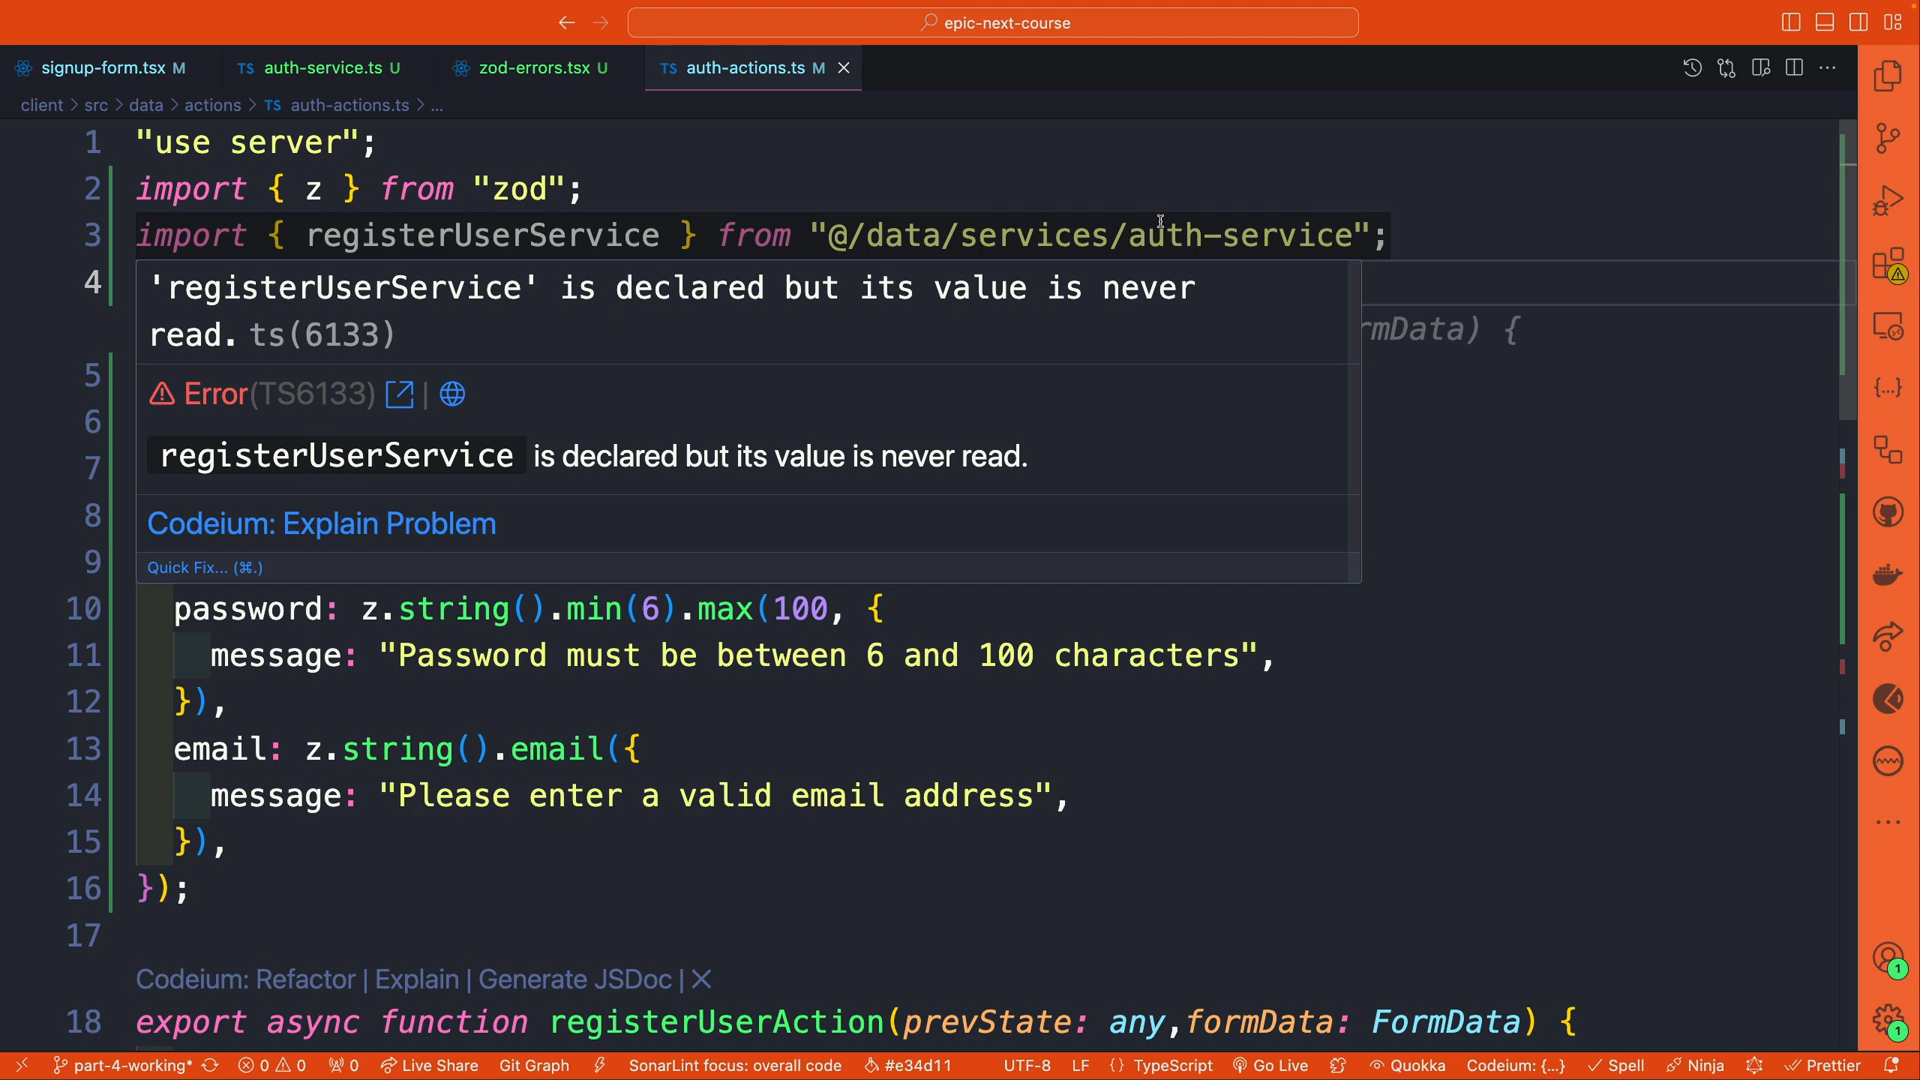 epic-next-course
signup-form.tsx M
TS auth-service.ts U
zod-errors.tsx U
TS auth-actions.ts M
client > src > data > actions > TS auth-actions.ts > ...
1 "use server";
2 import { z } from "zod";
3 import { registerUserService } from "@/data/services/auth-service";
4
'registerUserService' is declared but its value is never
read. ts(6133)
rmData) {
5
Error(TS6133) |
6
7 registerUserService is declared but its value is never read.
8 Codeium: Explain Problem
9 Quick Fix... (⌘.)
10 password: z.string().min(6).max(100, {
11 message: "Password must be between 6 and 100 characters",
12 }),
13 email: z.string().email({
14 message: "Please enter a valid email address",
15 }),
16 });
17
Codeium: Refactor | Explain | Generate JSDoc | X
18 export async function registerUserAction(prevState: any,formData: FormData) {
part-4-working* 0 0 0 Live Share Git Graph SonarLint focus: overall code #e34d11 UTF-8 LF {} TypeScript Go Live Quokka Codeium: {...} Spell Ninja Prettier
1
1